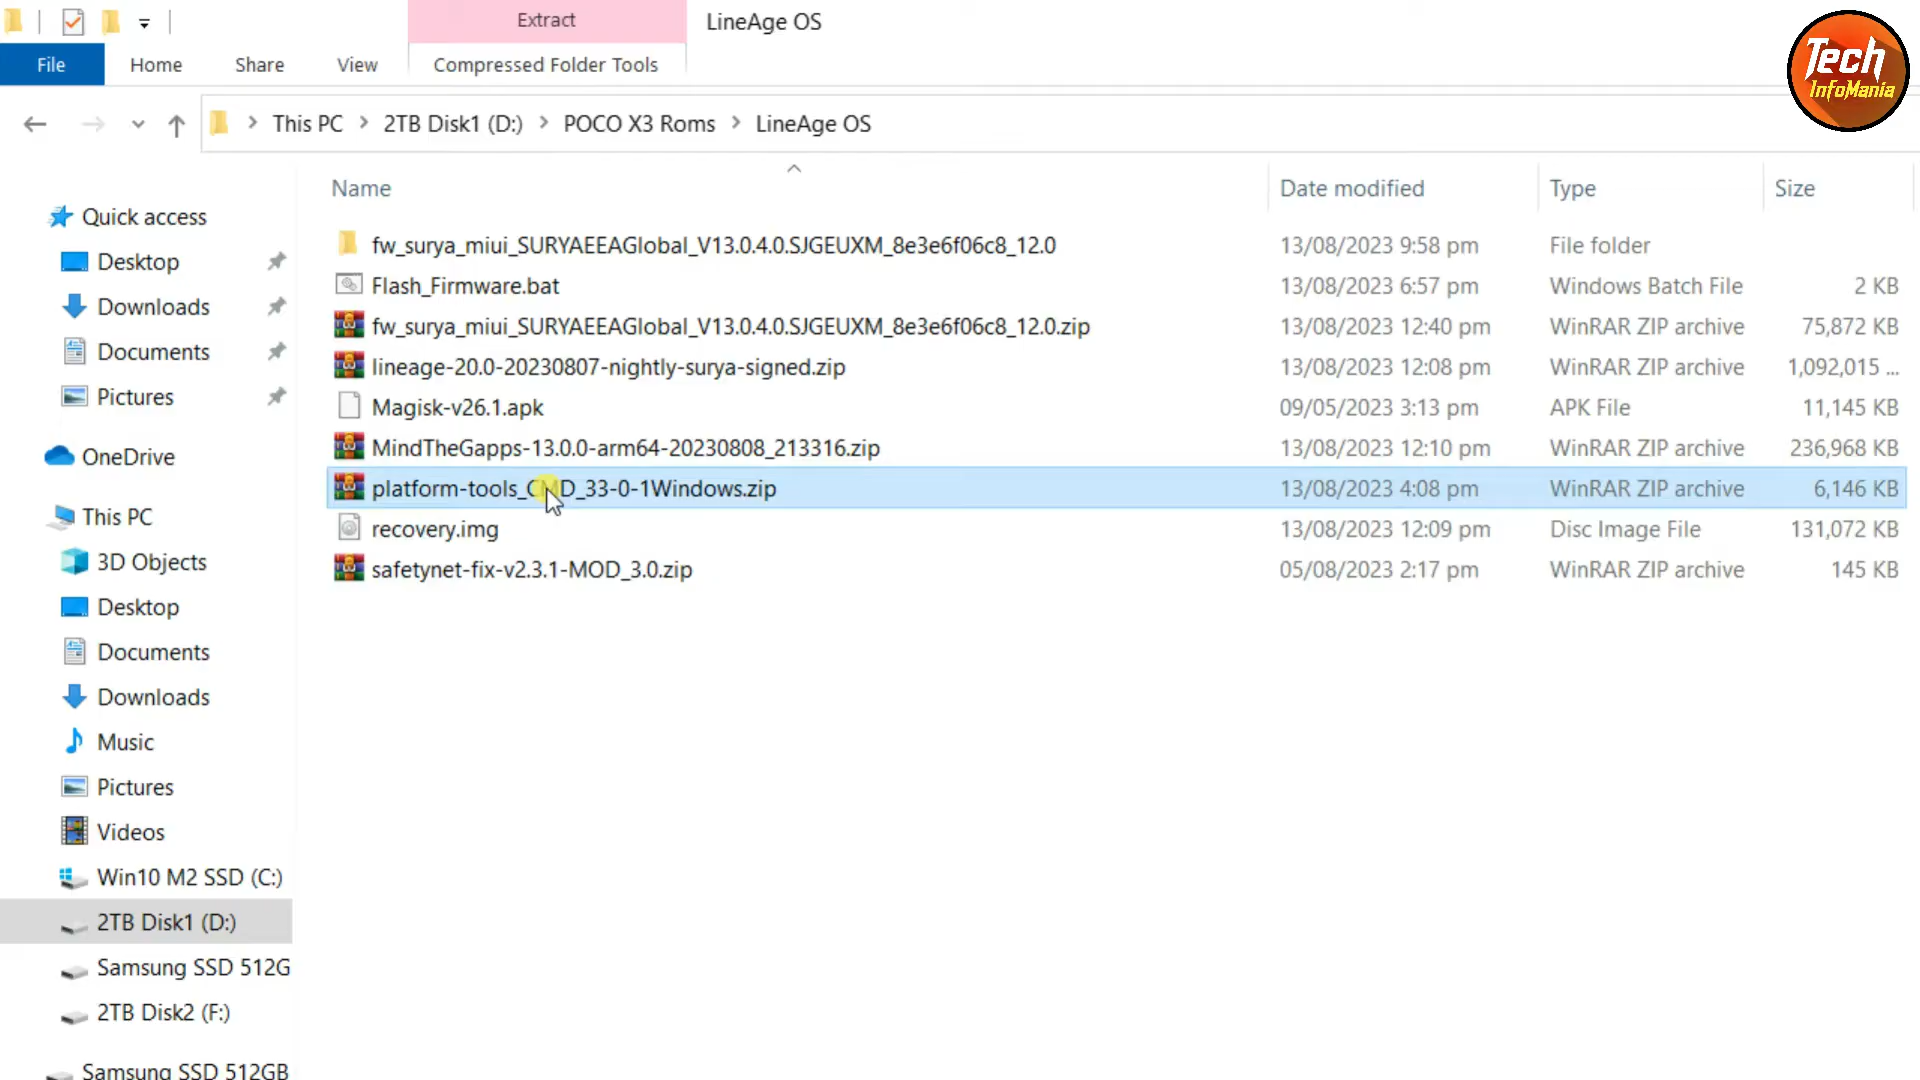 Extract
LineAge OS
File
Home
Share
View
Compressed Folder Tools
Tech
InfoMania
This PC
2TB Disk1 (D:)
POCO X3 Roms
LineAge OS
Name
Date modified
Type
Size
Quick access
Desktop
Downloads
Documents
Pictures
OneDrive
This PC
3D Objects
Desktop
Documents
Downloads
Music
Pictures
Videos
Win10 M2 SSD (C:)
2TB Disk1 (D:)
Samsung SSD 512G
2TB Disk2 (F:)
Samsung SSD 512GB
fw_surya_miui_SURYAEEAGlobal_V13.0.4.0.SJGEUXM_8e3e6f06c8_12.0 13/08/2023 9:58 pm File folder
Flash_Firmware.bat 13/08/2023 6:57 pm Windows Batch File 2 KB
fw_surya_miui_SURYAEEAGlobal_V13.0.4.0.SJGEUXM_8e3e6f06c8_12.0.zip 13/08/2023 12:40 pm WinRAR ZIP archive 75,872 KB
lineage-20.0-20230807-nightly-surya-signed.zip 13/08/2023 12:08 pm WinRAR ZIP archive 1,092,015 ...
Magisk-v26.1.apk 09/05/2023 3:13 pm APK File 11,145 KB
MindTheGapps-13.0.0-arm64-20230808_213316.zip 13/08/2023 12:10 pm WinRAR ZIP archive 236,968 KB
platform-tools_CMD_33-0-1Windows.zip 13/08/2023 4:08 pm WinRAR ZIP archive 6,146 KB
recovery.img 13/08/2023 12:09 pm Disc Image File 131,072 KB
safetynet-fix-v2.3.1-MOD_3.0.zip 05/08/2023 2:17 pm WinRAR ZIP archive 145 KB